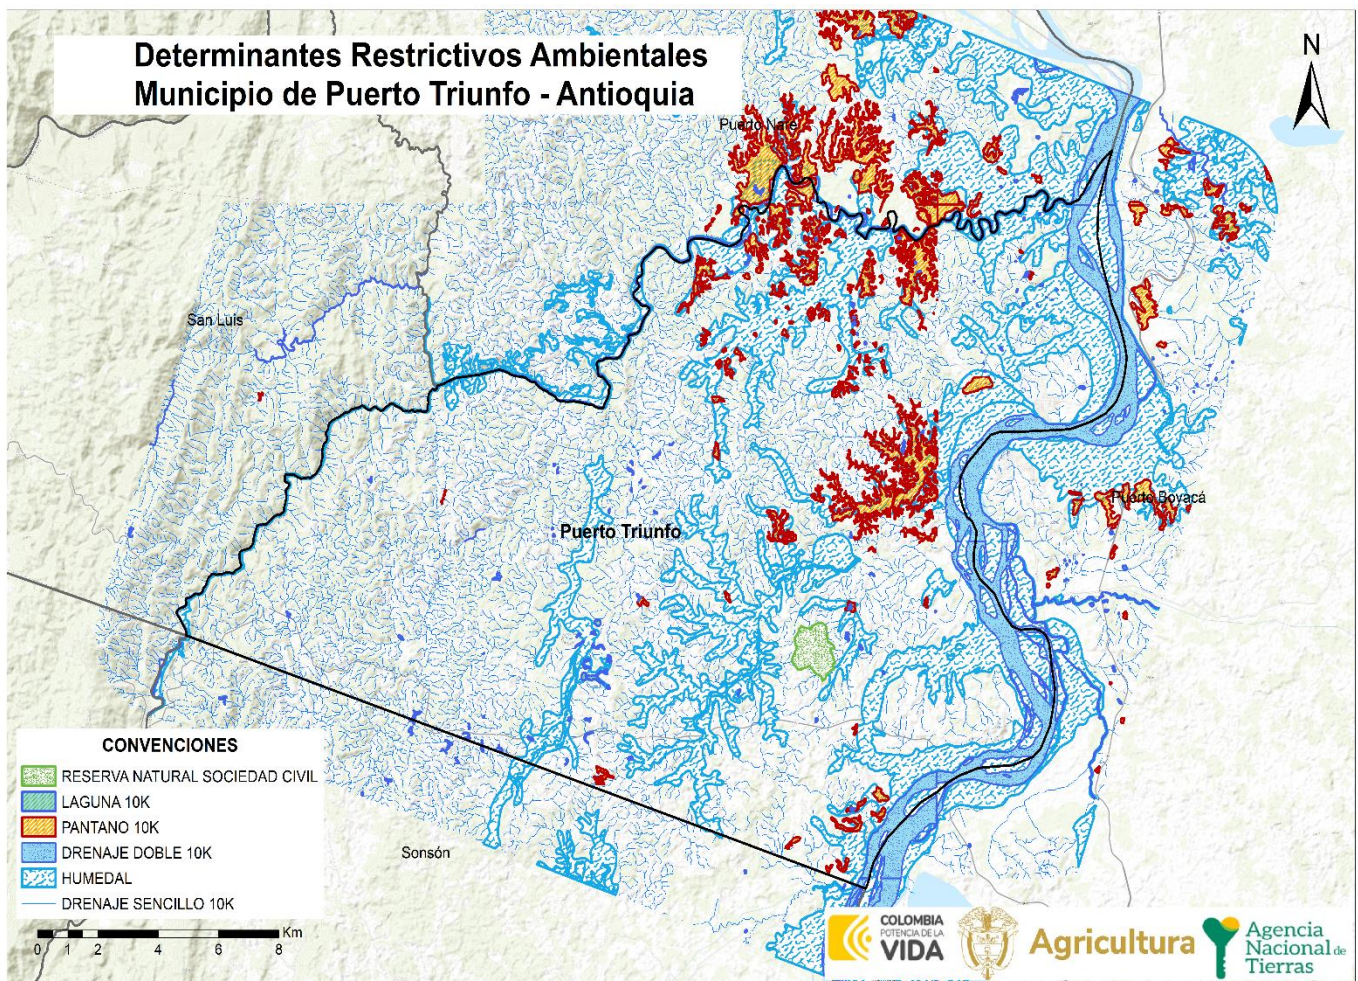 Determinantes Restrictivos Ambientales
Municipio de Puerto Triunfo - Antioquia
N
Puerto Nare
San Luis
Puerto Boyacá
Puerto Triunfo
Sonsón
CONVENCIONES
RESERVA NATURAL SOCIEDAD CIVIL
LAGUNA 10K
PANTANO 10K
DRENAJE DOBLE 10K
HUMEDAL
DRENAJE SENCILLO 10K
0 1 2 4 6 8 Km
COLOMBIA
POTENCIA DE LA
VIDA
Agricultura
Agencia
Nacional de
Tierras